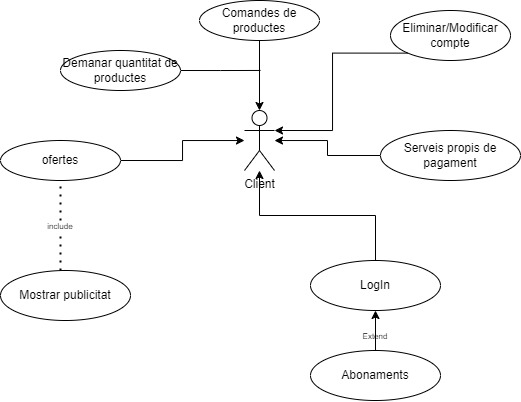 Comandes de
productes
Eliminar/Modificar
compte
Demanar quantitat de
productes
ofertes
Serveis propis de
pagament
Client
include
Mostrar publicitat
LogIn
Extend
Abonaments